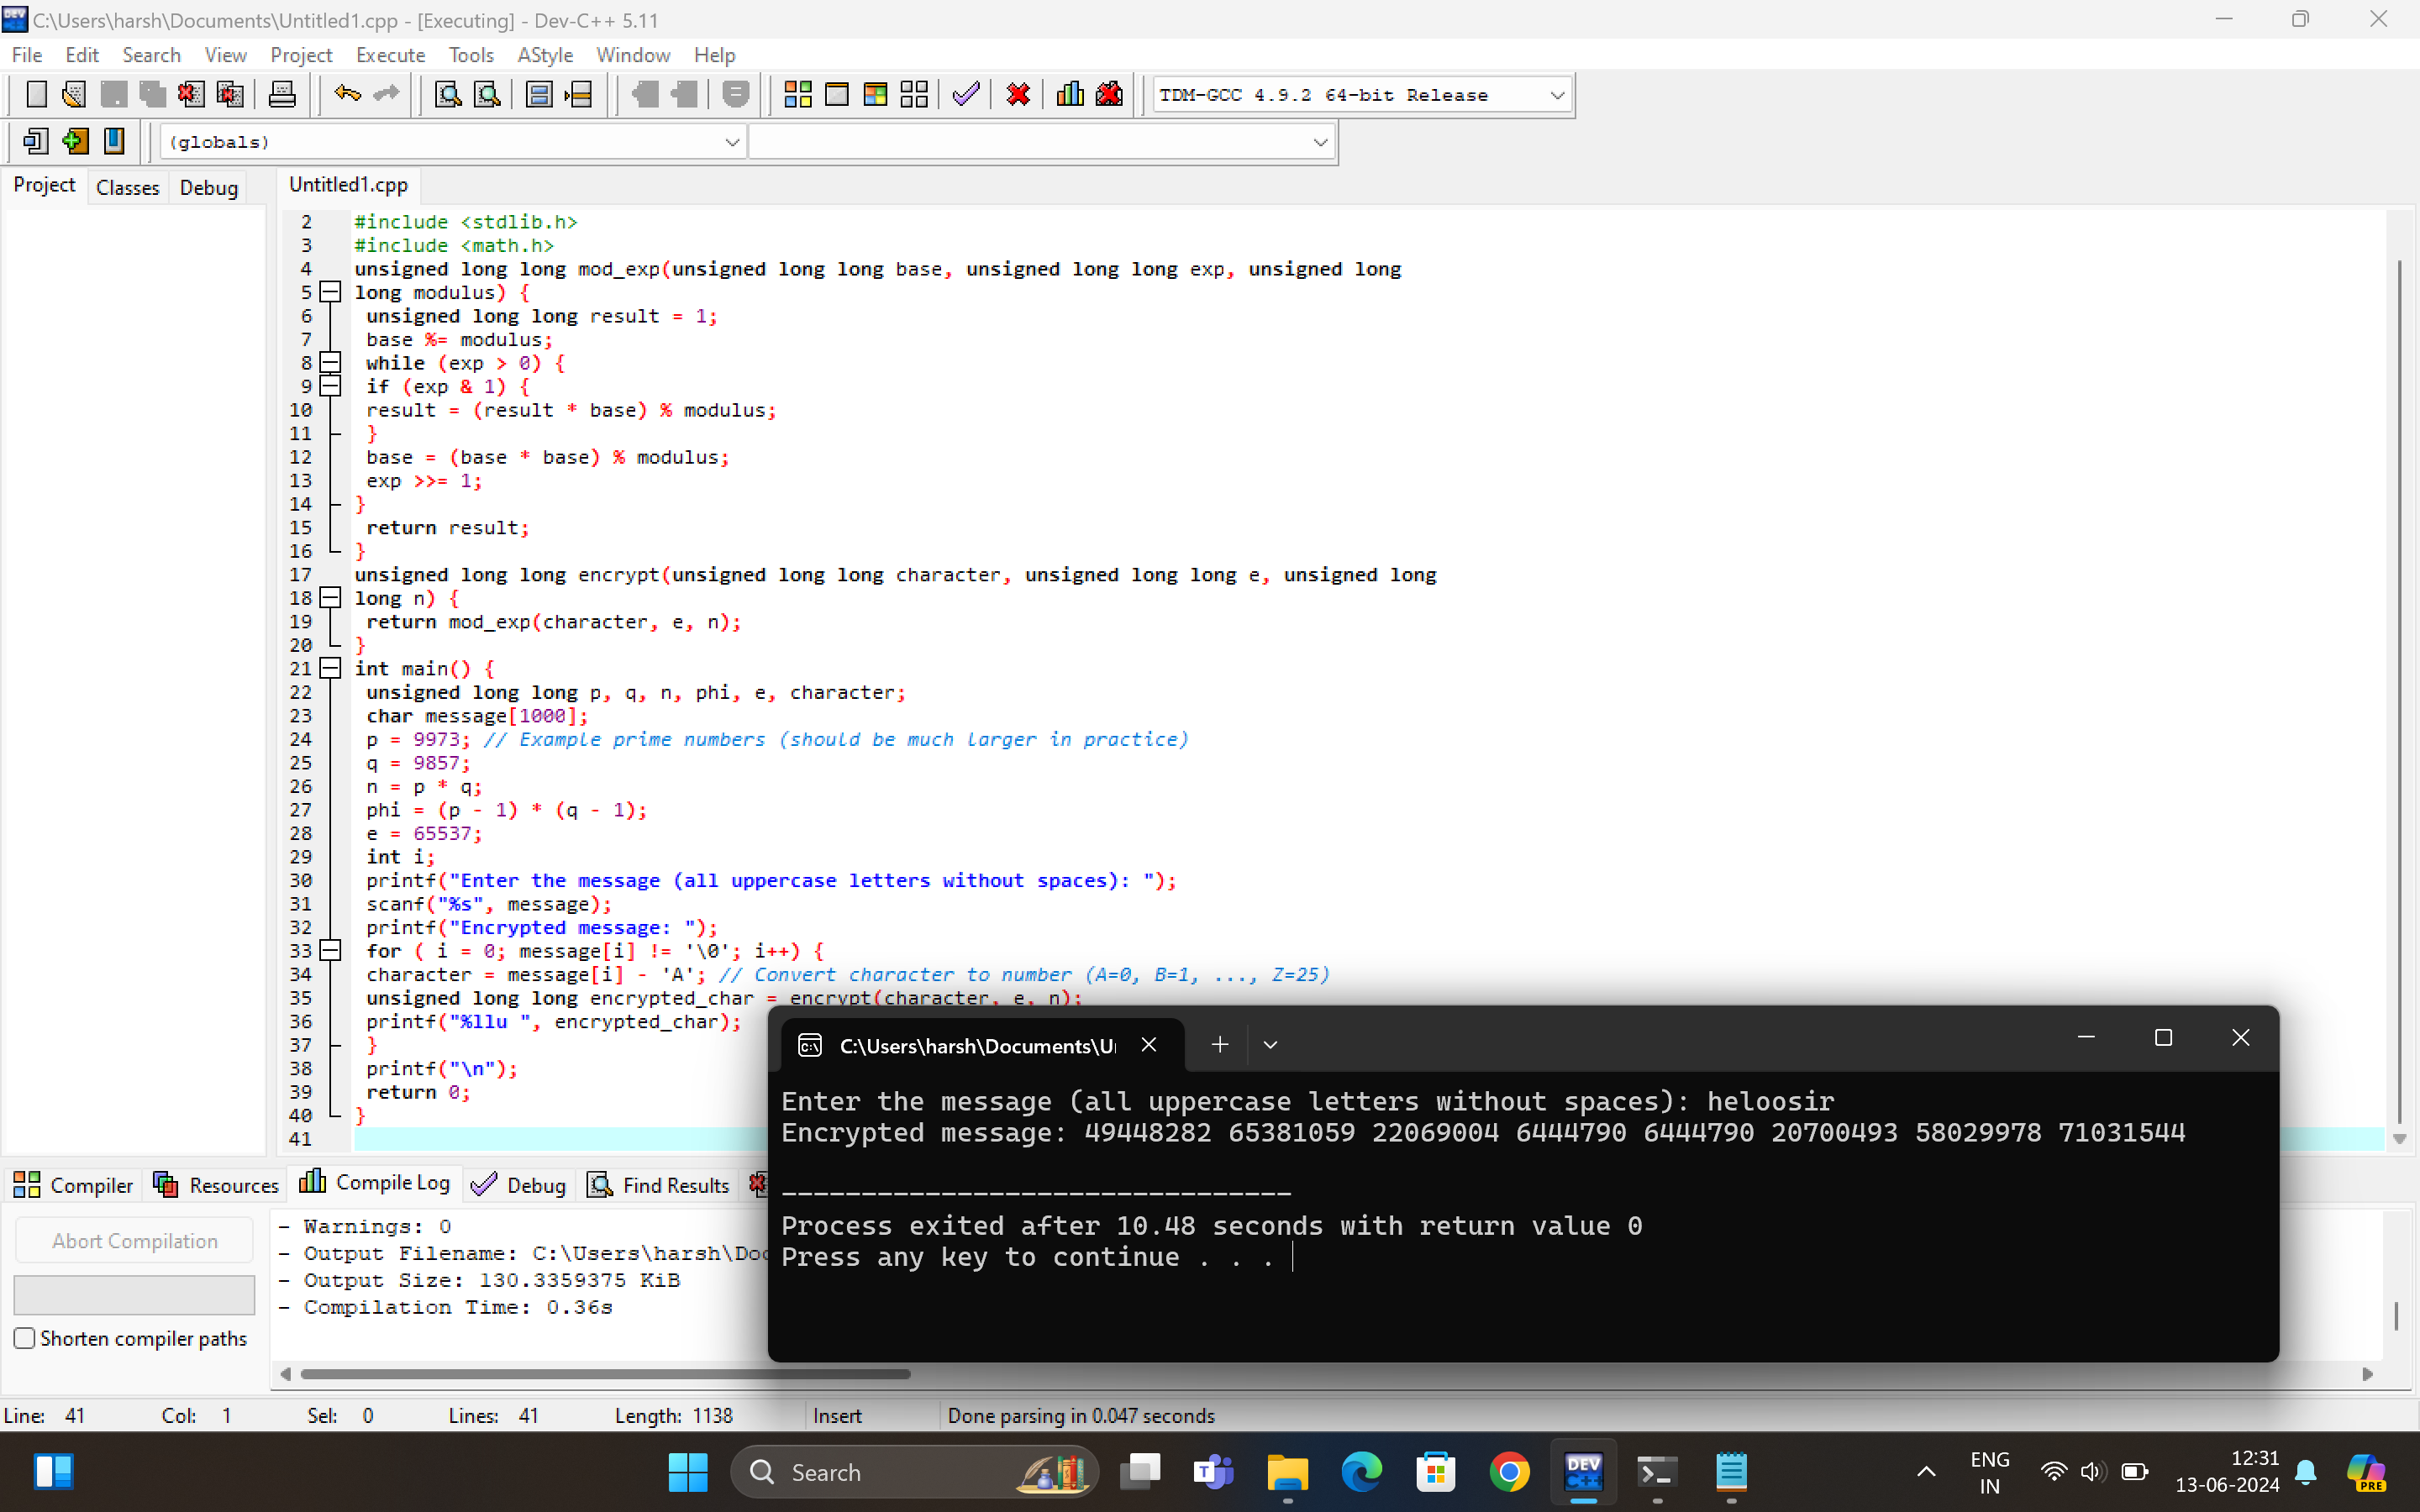 C:\Users\harsh\Documents\Untitled1.cpp - [Executing] - Dev-C++ 5.11
File Edit Search View Project Execute Tools AStyle Window Help
TDM-GCC 4.9.2 64-bit Release
(globals)
Project Classes Debug
Untitled1.cpp
2 #include <stdlib.h>
3 #include <math.h>
4 unsigned long long mod_exp(unsigned long long base, unsigned long long exp, unsigned long
5 long modulus) {
6 unsigned long long result = 1;
7 base %= modulus;
8 while (exp > 0) {
9 if (exp & 1) {
10 result = (result * base) % modulus;
11 }
12 base = (base * base) % modulus;
13 exp >>= 1;
14 }
15 return result;
16 }
17 unsigned long long encrypt(unsigned long long character, unsigned long long e, unsigned long
18 long n) {
19 return mod_exp(character, e, n);
20 }
21 int main() {
22 unsigned long long p, q, n, phi, e, character;
23 char message[1000];
24 p = 9973; // Example prime numbers (should be much larger in practice)
25 q = 9857;
26 n = p * q;
27 phi = (p - 1) * (q - 1);
28 e = 65537;
29 int i;
30 printf("Enter the message (all uppercase letters without spaces): ");
31 scanf("%s", message);
32 printf("Encrypted message: ");
33 for ( i = 0; message[i] != '\0'; i++) {
34 character = message[i] - 'A'; // Convert character to number (A=0, B=1, ..., Z=25)
35 unsigned long long encrypted_char = encrypt(character, e, n);
36 printf("%llu ", encrypted_char);
37 }
38 printf("\n");
39 return 0;
40 }
41
C:\Users\harsh\Documents\U
Enter the message (all uppercase letters without spaces): heloosir
Encrypted message: 49448282 65381059 22069004 6444790 6444790 20700493 58029978 71031544
--------------------------------
Process exited after 10.48 seconds with return value 0
Press any key to continue . . .
Compiler Resources Compile Log Debug Find Results
Abort Compilation
Shorten compiler paths
- Warnings: 0
- Output Filename: C:\Users\harsh\Doc
- Output Size: 130.3359375 KiB
- Compilation Time: 0.36s
Line: 41 Col: 1 Sel: 0 Lines: 41 Length: 1138 Insert Done parsing in 0.047 seconds
Search
DEV C++
ENG
IN
12:31
13-06-2024
PRE